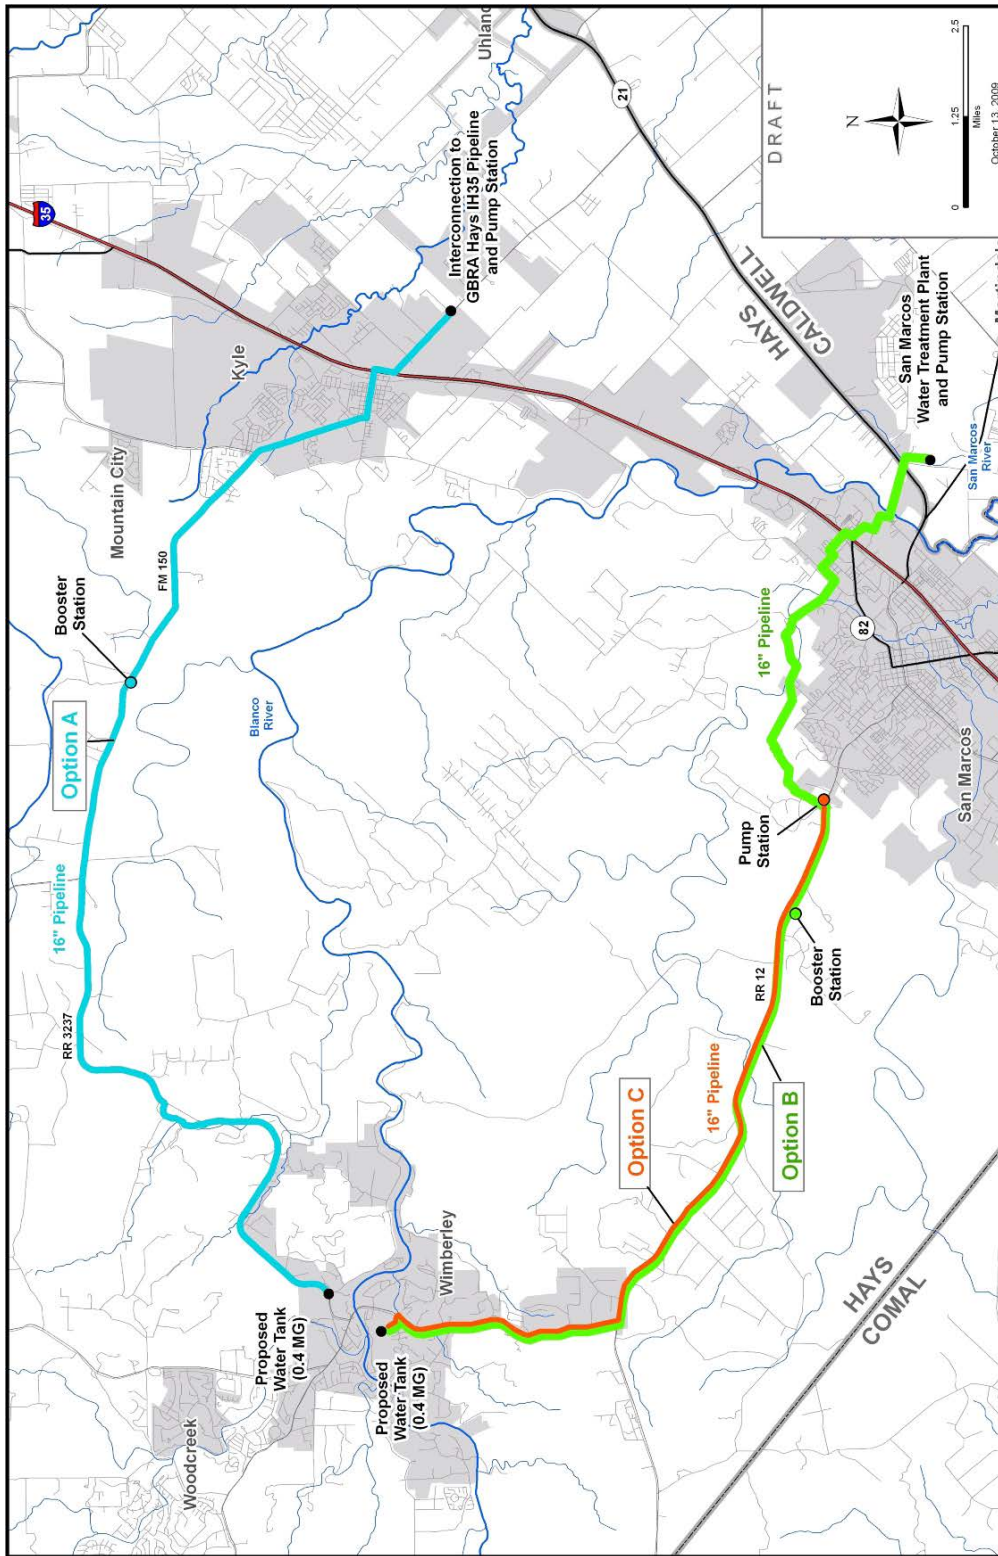 Uhland
35
21
Interconnection to
GBRA Hays IH35 Pipeline
and Pump Station
Kyle
Mountain City
FM 150
Booster
Station
Option A
16" Pipeline
RR 3237
Blanco
River
Woodcreek
Proposed
Water Tank
(0.4 MG)
Proposed
Water Tank
(0.4 MG)
Wimberley
Option C
16" Pipeline
Option B
RR 12
Booster
Station
Pump
Station
16" Pipeline
82
San Marcos
San Marcos
River
San Marcos
Water Treatment Plant
and Pump Station
HAYS
CALDWELL
HAYS
COMAL
DRAFT
N
0
1.25
2.5
Miles
October 13, 2009